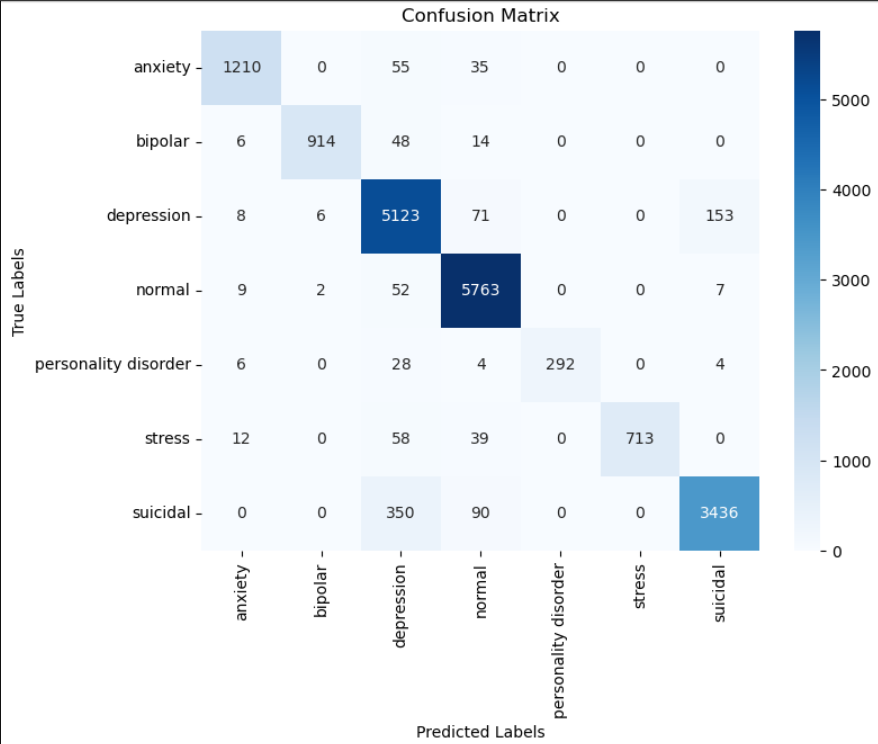 Confusion Matrix
anxiety 1210 0 55 35 0 0 0
bipolar 6 914 48 14 0 0 0
depression 8 6 5123 71 0 0 153
normal 9 2 52 5763 0 0 7
personality disorder 6 0 28 4 292 0 4
stress 12 0 58 39 0 713 0
suicidal 0 0 350 90 0 0 3436
anxiety
bipolar
depression
normal
personality disorder
stress
suicidal
Predicted Labels
True Labels
5000
4000
3000
2000
1000
0